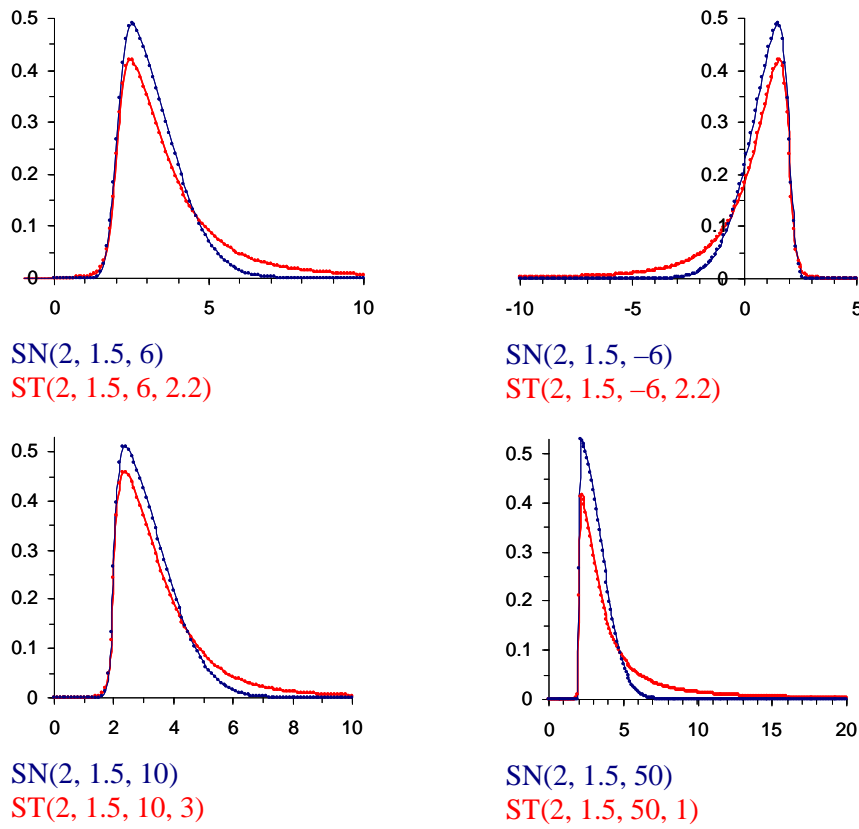 0.5
0.4
0.3
0.2
0.1
0
0 5 10
SN(2, 1.5, 6)
ST(2, 1.5, 6, 2.2)
0.5
0.4
0.3
0.2
0.1
0
-10 -5 0 5
SN(2, 1.5, –6)
ST(2, 1.5, –6, 2.2)
0.5
0.4
0.3
0.2
0.1
0
0 2 4 6 8 10
SN(2, 1.5, 10)
ST(2, 1.5, 10, 3)
0.5
0.4
0.3
0.2
0.1
0
0 5 10 15 20
SN(2, 1.5, 50)
ST(2, 1.5, 50, 1)